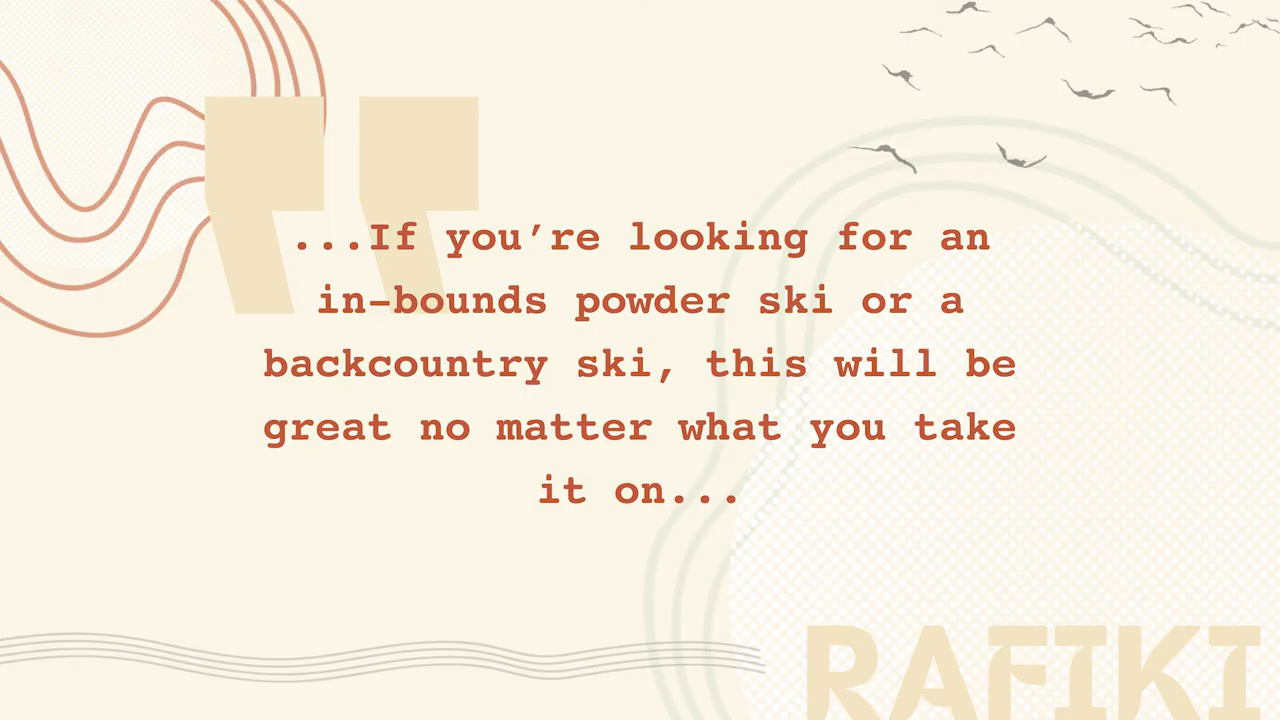 ...If you’re looking for an
in-bounds powder ski or a
backcountry ski, this will be
great no matter what you take
it on...
RAFIKI